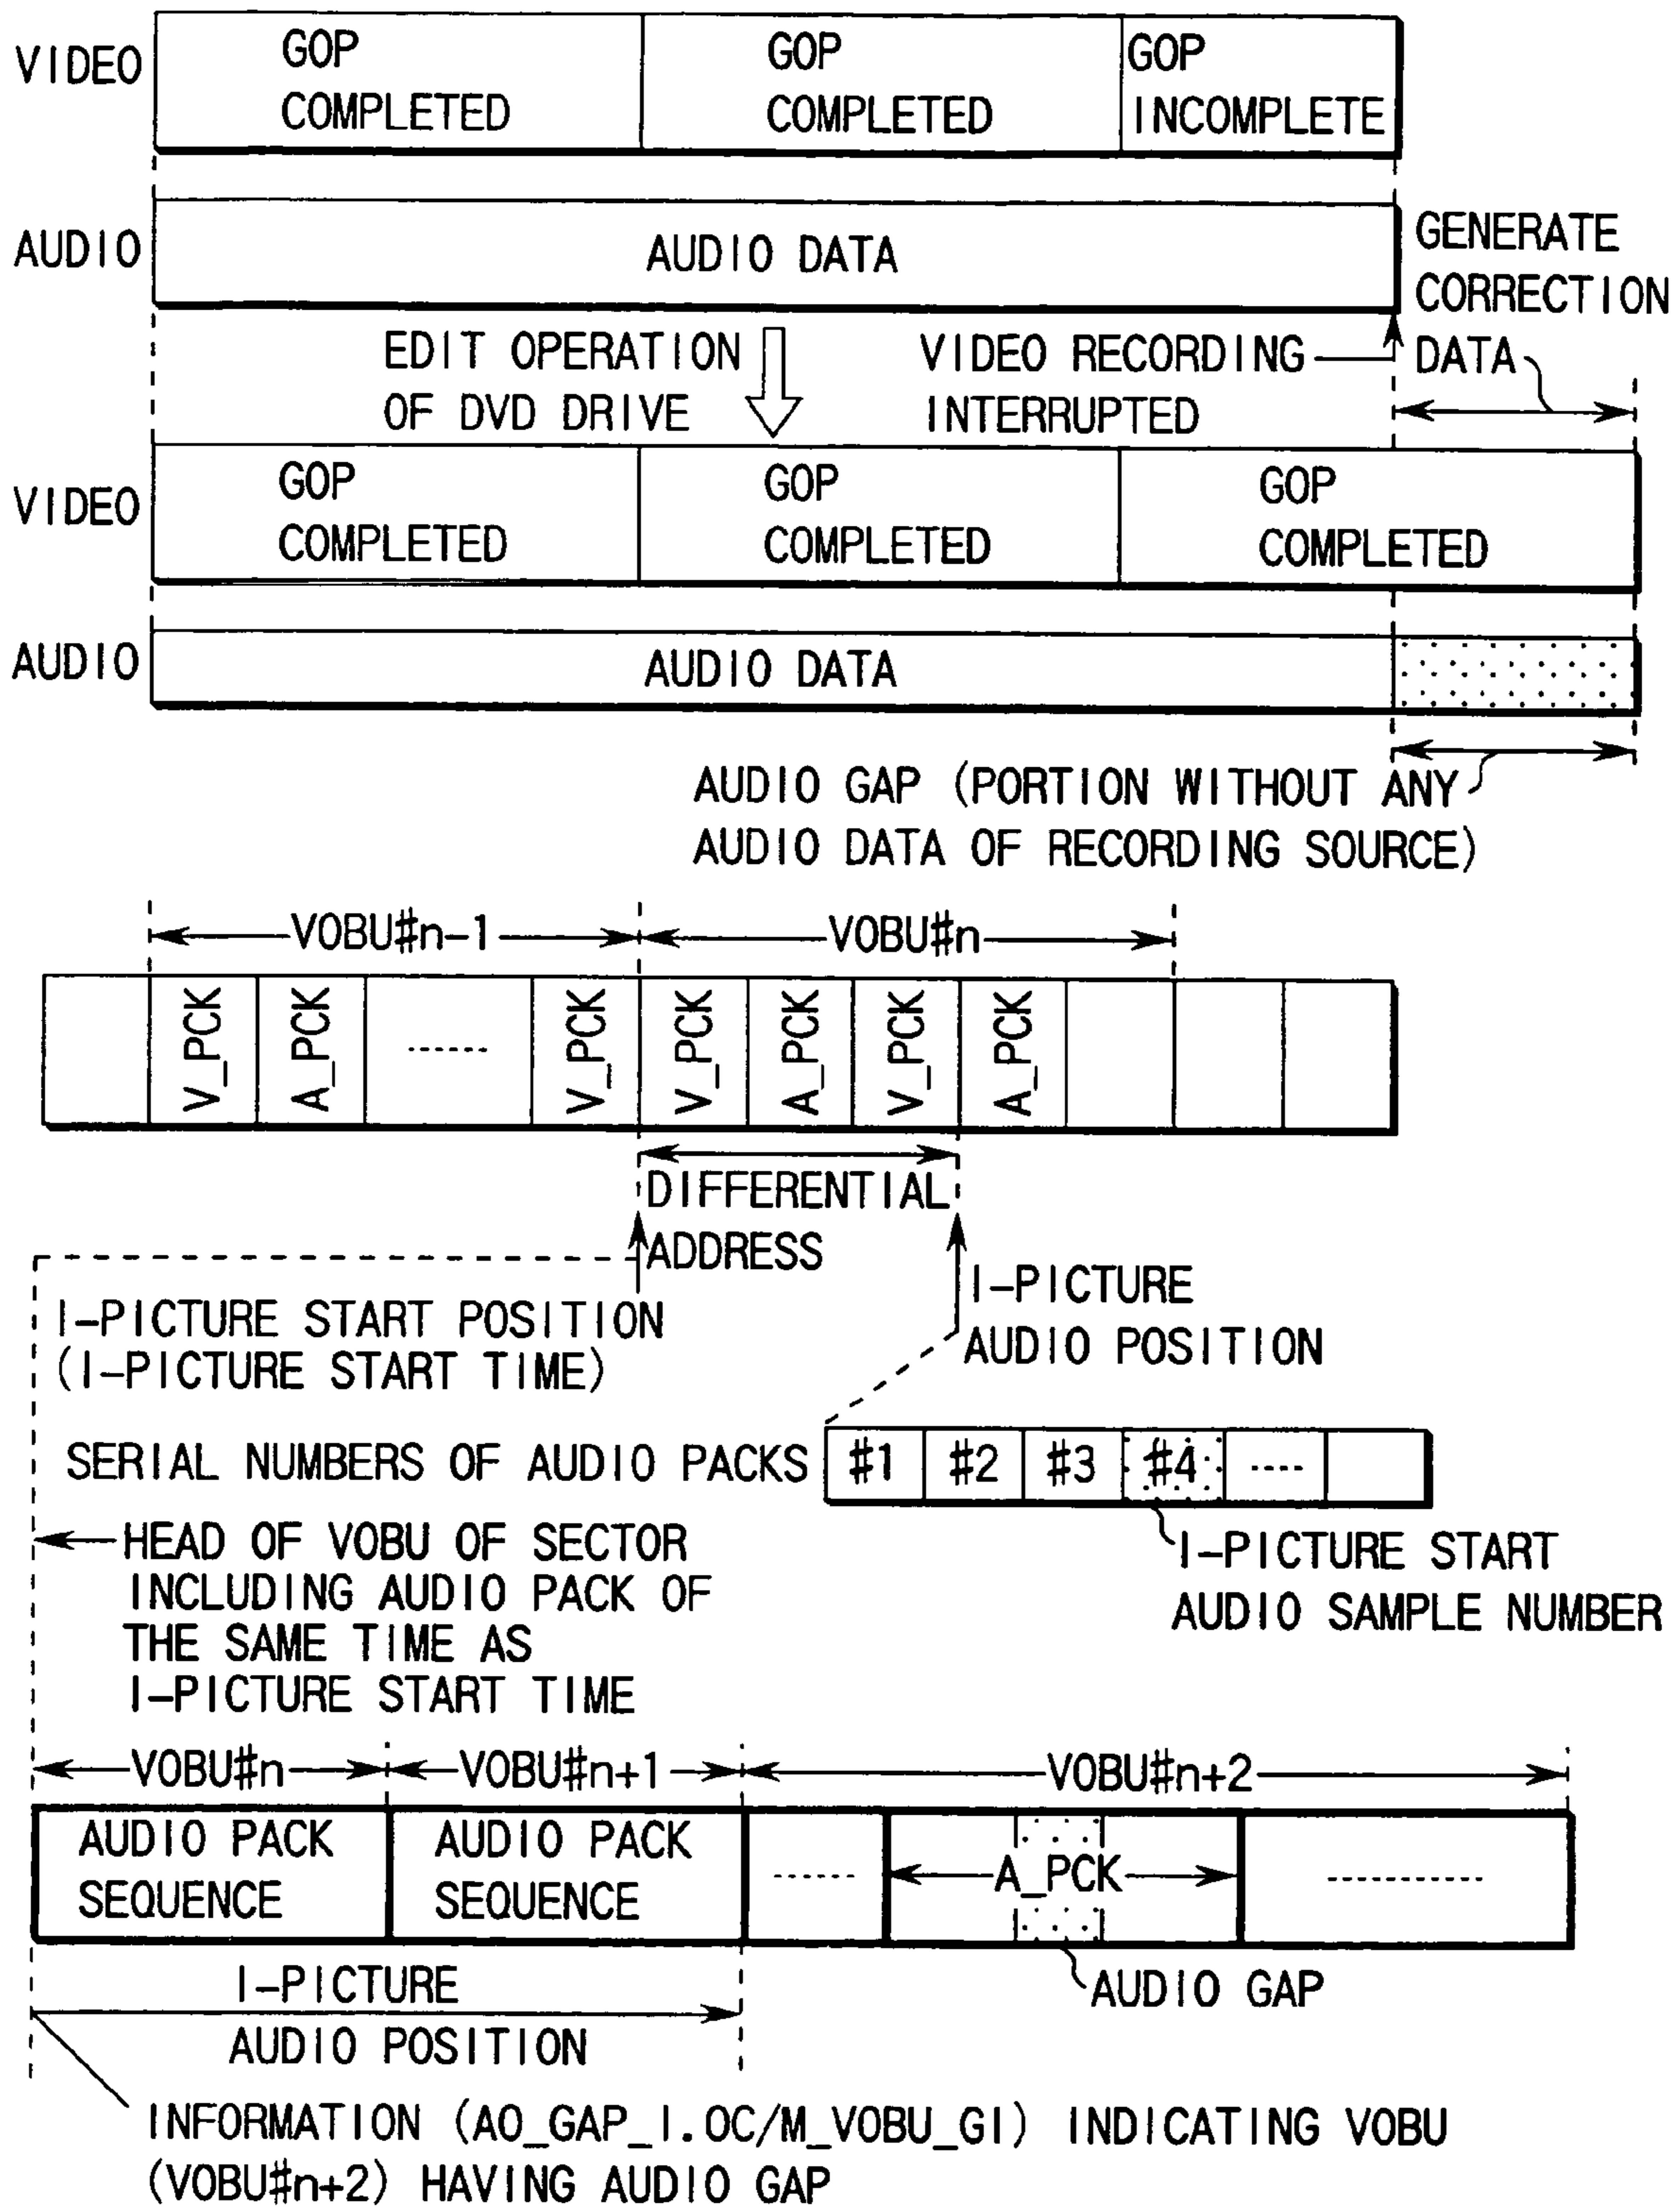 VIDEO
GOP
COMPLETED
GOP
COMPLETED
GOP
INCOMPLETE
AUDIO
AUDIO DATA
GENERATE
CORRECTION
DATA
EDIT OPERATION
OF DVD DRIVE
VIDEO RECORDING
INTERRUPTED
VIDEO
GOP
COMPLETED
GOP
COMPLETED
GOP
COMPLETED
AUDIO
AUDIO DATA
AUDIO GAP (PORTION WITHOUT ANY
AUDIO DATA OF RECORDING SOURCE)
VOBU#n-1
VOBU#n
V_PCK
A_PCK
V_PCK
V_PCK
A_PCK
V_PCK
A_PCK
DIFFERENTIAL
ADDRESS
I-PICTURE START POSITION
(I-PICTURE START TIME)
I-PICTURE
AUDIO POSITION
SERIAL NUMBERS OF AUDIO PACKS
#1
#2
#3
#4
I-PICTURE START
AUDIO SAMPLE NUMBER
HEAD OF VOBU OF SECTOR
INCLUDING AUDIO PACK OF
THE SAME TIME AS
I-PICTURE START TIME
VOBU#n
VOBU#n+1
VOBU#n+2
AUDIO PACK
SEQUENCE
AUDIO PACK
SEQUENCE
A_PCK
AUDIO GAP
I-PICTURE
AUDIO POSITION
INFORMATION (AO_GAP_I.OC/M_VOBU_GI) INDICATING VOBU
(VOBU#n+2) HAVING AUDIO GAP